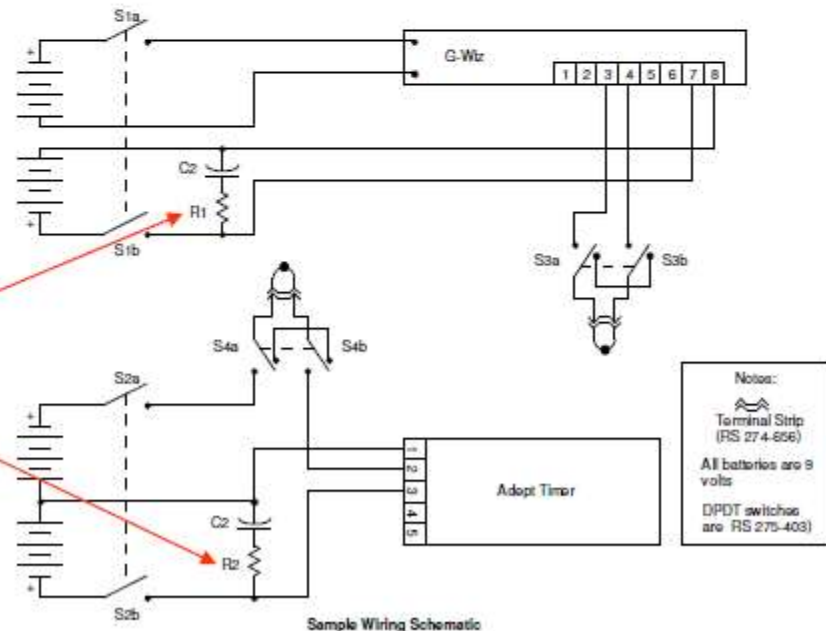 S1a
G-Wiz
1 2 3 4 5 6 7 8
+
C2
R1
+
S1b
S3a
S3b
S4a
S4b
S2a
+
Notes:
Terminal Strip
(RS 274-656)
All batteries are 9
volts
DPDT switches
are RS 275-403)
1
2
3
4
5
Adept Timer
C2
R2
+
S2b
Sample Wiring Schematic